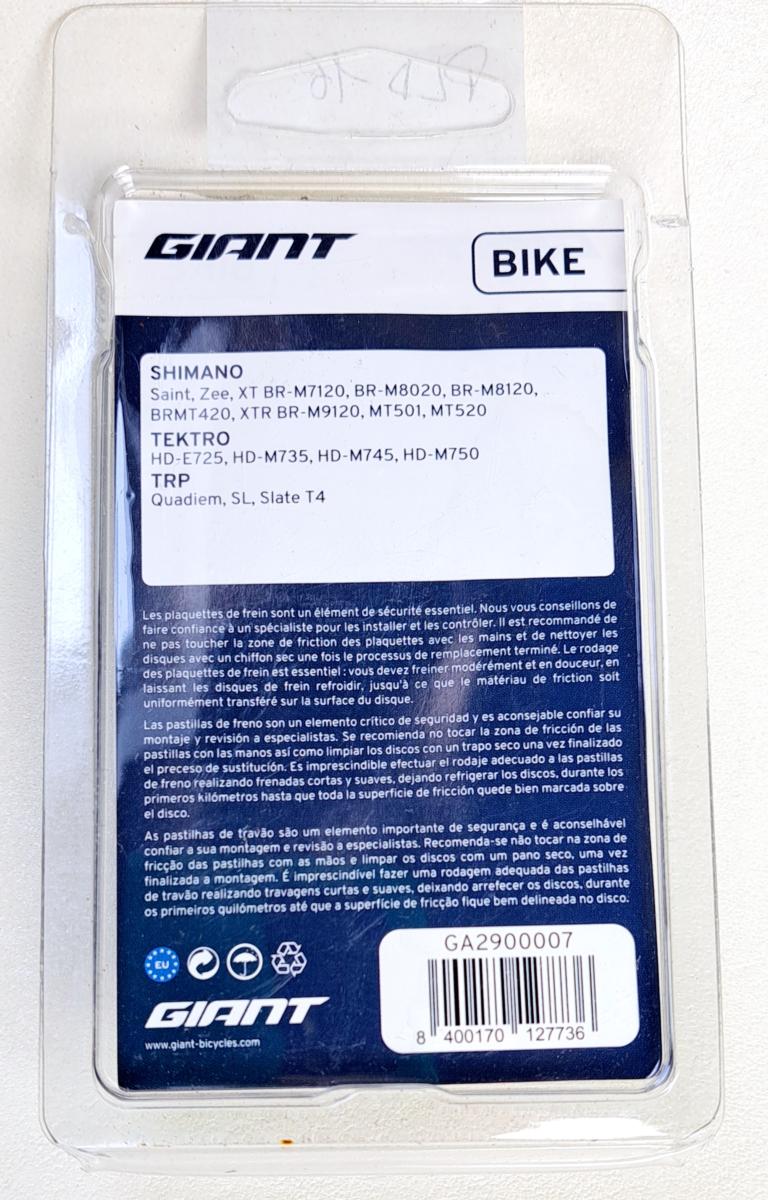 GIANT
BIKE
SHIMANO
Saint, Zee, XT BR-M7120, BR-M8020, BR-M8120,
BRMT420, XTR BR-M9120, MT501, MT520
TEKTRO
HD-E725, HD-M735, HD-M745, HD-M750
TRP
Quadiem, SL, Slate T4
Les plaquettes de frein sont un élément de sécurité essentiel. Nous vous conseillons de
faire confiance à un spécialiste pour les installer et les contrôler. Il est recommandé de
ne pas toucher la zone de friction des plaquettes avec les mains et de nettoyer les
disques avec un chiffon sec une fois le processus de remplacement terminé. Le rodage
des plaquettes de frein est essentiel : vous devez freiner modérément et en douceur, en
laissant les disques de frein refroidir, jusqu'à ce que le matériau de friction soit
uniformément transféré sur la surface du disque.
Las pastillas de freno son un elemento crítico de seguridad y es aconsejable confiar su
montaje y revisión a especialistas. Se recomienda no tocar la zona de fricción de las
pastillas con las manos así como limpiar los discos con un trapo seco una vez finalizado
el preceso de sustitución. Es imprescindible efectuar el rodaje adecuado a las pastillas
de freno realizando frenadas cortas y suaves, dejando refrigerar los discos, durante los
primeros kilómetros hasta que toda la superficie de fricción quede bien marcada sobre
el disco.
As pastilhas de travão são um elemento importante de segurança e é aconselhável
confiar a sua montagem e revisão a especialistas. Recomenda-se não tocar na zona de
fricção das pastilhas com as mãos e limpar os discos com um pano seco, uma vez
finalizada a montagem. É imprescindível fazer uma rodagem adequada das pastilhas
de travão realizando travagens curtas e suaves, deixando arrefecer os discos, durante
os primeiros quilómetros até que a superfície de fricção fique bem delineada no disco.
EU
GIANT
www.giant-bicycles.com
GA2900007
8 400170 127736